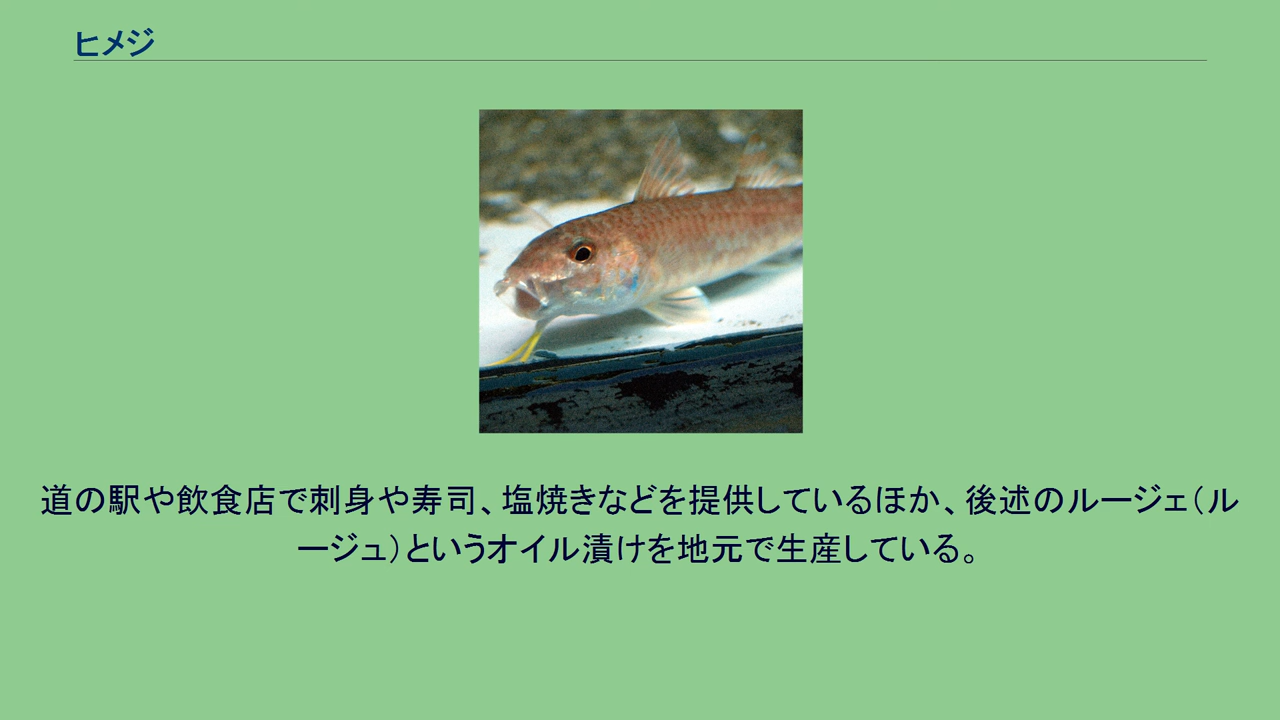 ヒメジ
道の駅や飲食店で刺身や寿司、塩焼きなどを提供しているほか、後述のルージェ（ル
ージュ）というオイル漬けを地元で生産している。